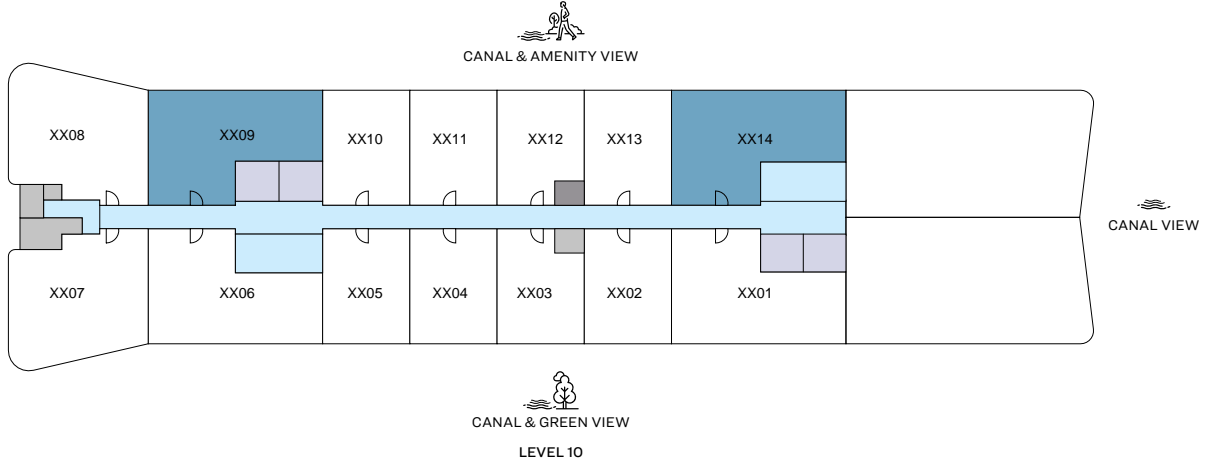 CANAL & AMENITY VIEW
XX08
XX09
XX10
XX11
XX12
XX13
XX14
CANAL VIEW
XX07
XX06
XX05
XX04
XX03
XX02
XX01
CANAL & GREEN VIEW
LEVEL 10